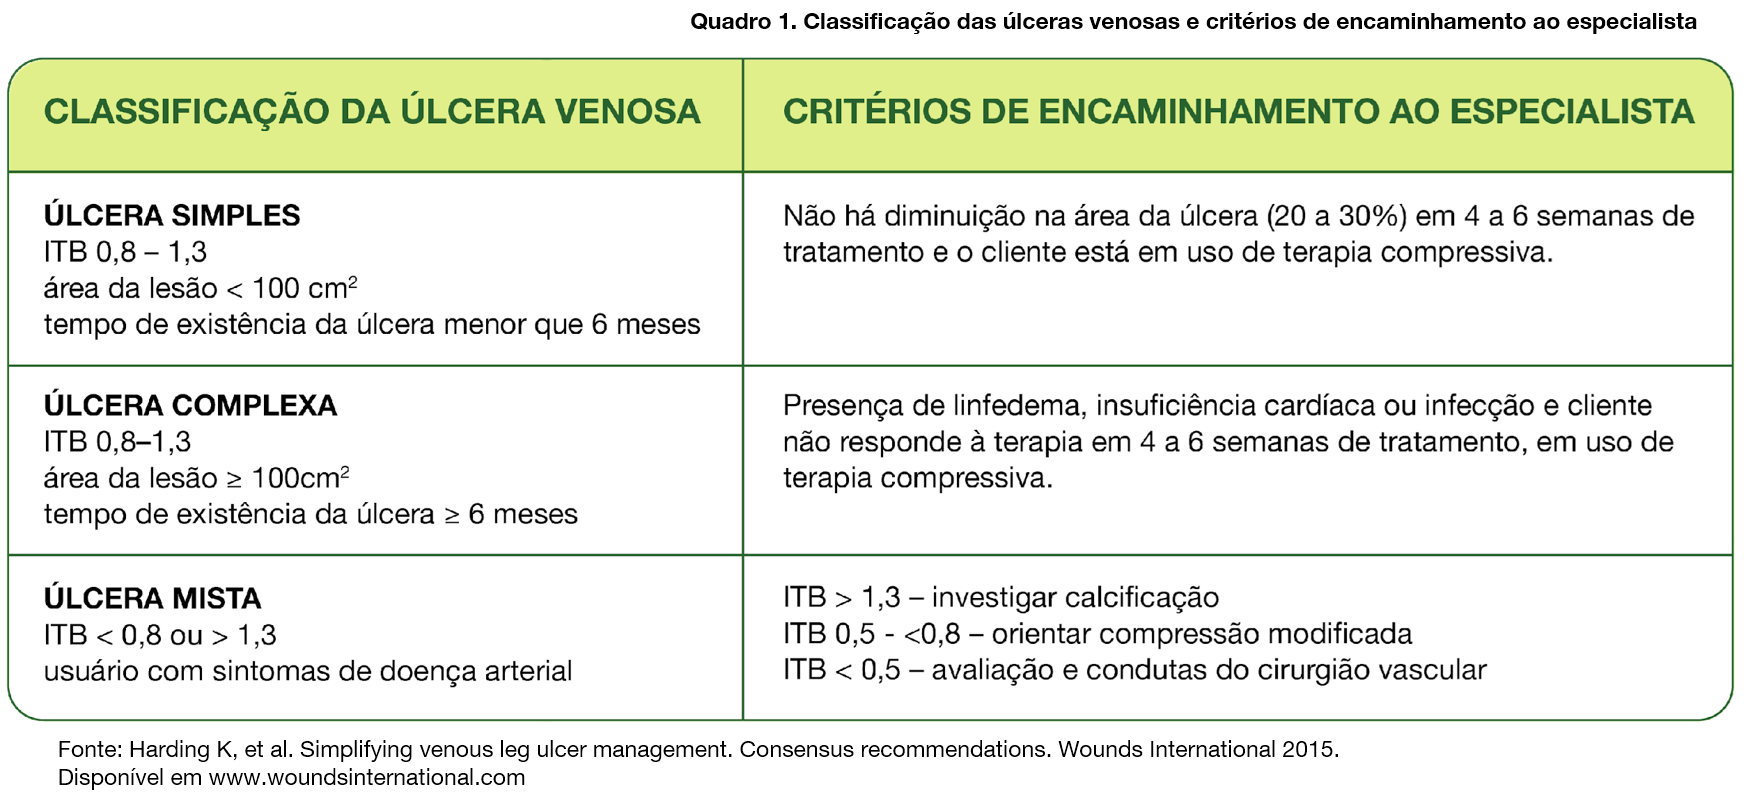 Quadro 1. Classificação das úlceras venosas e critérios de encaminhamento ao especialista
CLASSIFICAÇÃO DA ÚLCERA VENOSA
CRITÉRIOS DE ENCAMINHAMENTO AO ESPECIALISTA
ÚLCERA SIMPLES
ITB 0,8 – 1,3
área da lesão < 100 cm²
tempo de existência da úlcera menor que 6 meses
Não há diminuição na área da úlcera (20 a 30%) em 4 a 6 semanas de
tratamento e o cliente está em uso de terapia compressiva.
ÚLCERA COMPLEXA
ITB 0,8–1,3
área da lesão ≥ 100cm²
tempo de existência da úlcera ≥ 6 meses
Presença de linfedema, insuficiência cardíaca ou infecção e cliente
não responde à terapia em 4 a 6 semanas de tratamento, em uso de
terapia compressiva.
ÚLCERA MISTA
ITB < 0,8 ou > 1,3
usuário com sintomas de doença arterial
ITB > 1,3 – investigar calcificação
ITB 0,5 - <0,8 – orientar compressão modificada
ITB < 0,5 – avaliação e condutas do cirurgião vascular
Fonte: Harding K, et al. Simplifying venous leg ulcer management. Consensus recommendations. Wounds International 2015.
Disponível em www.woundsinternational.com